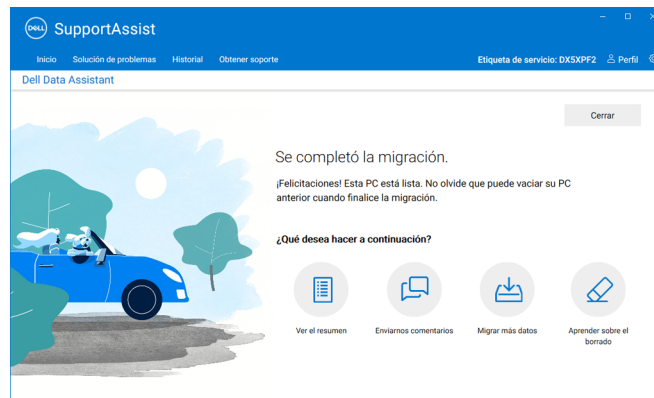 DELL SupportAssist
Inicio Solución de problemas Historial Obtener soporte Etiqueta de servicio: DX5XPF2 Perfil
Dell Data Assistant
Cerrar
Se completó la migración.
¡Felicitaciones! Esta PC está lista. No olvide que puede vaciar su PC
anterior cuando finalice la migración.
¿Qué desea hacer a continuación?
Ver el resumen Enviarnos comentarios Migrar más datos Aprender sobre el
borrado